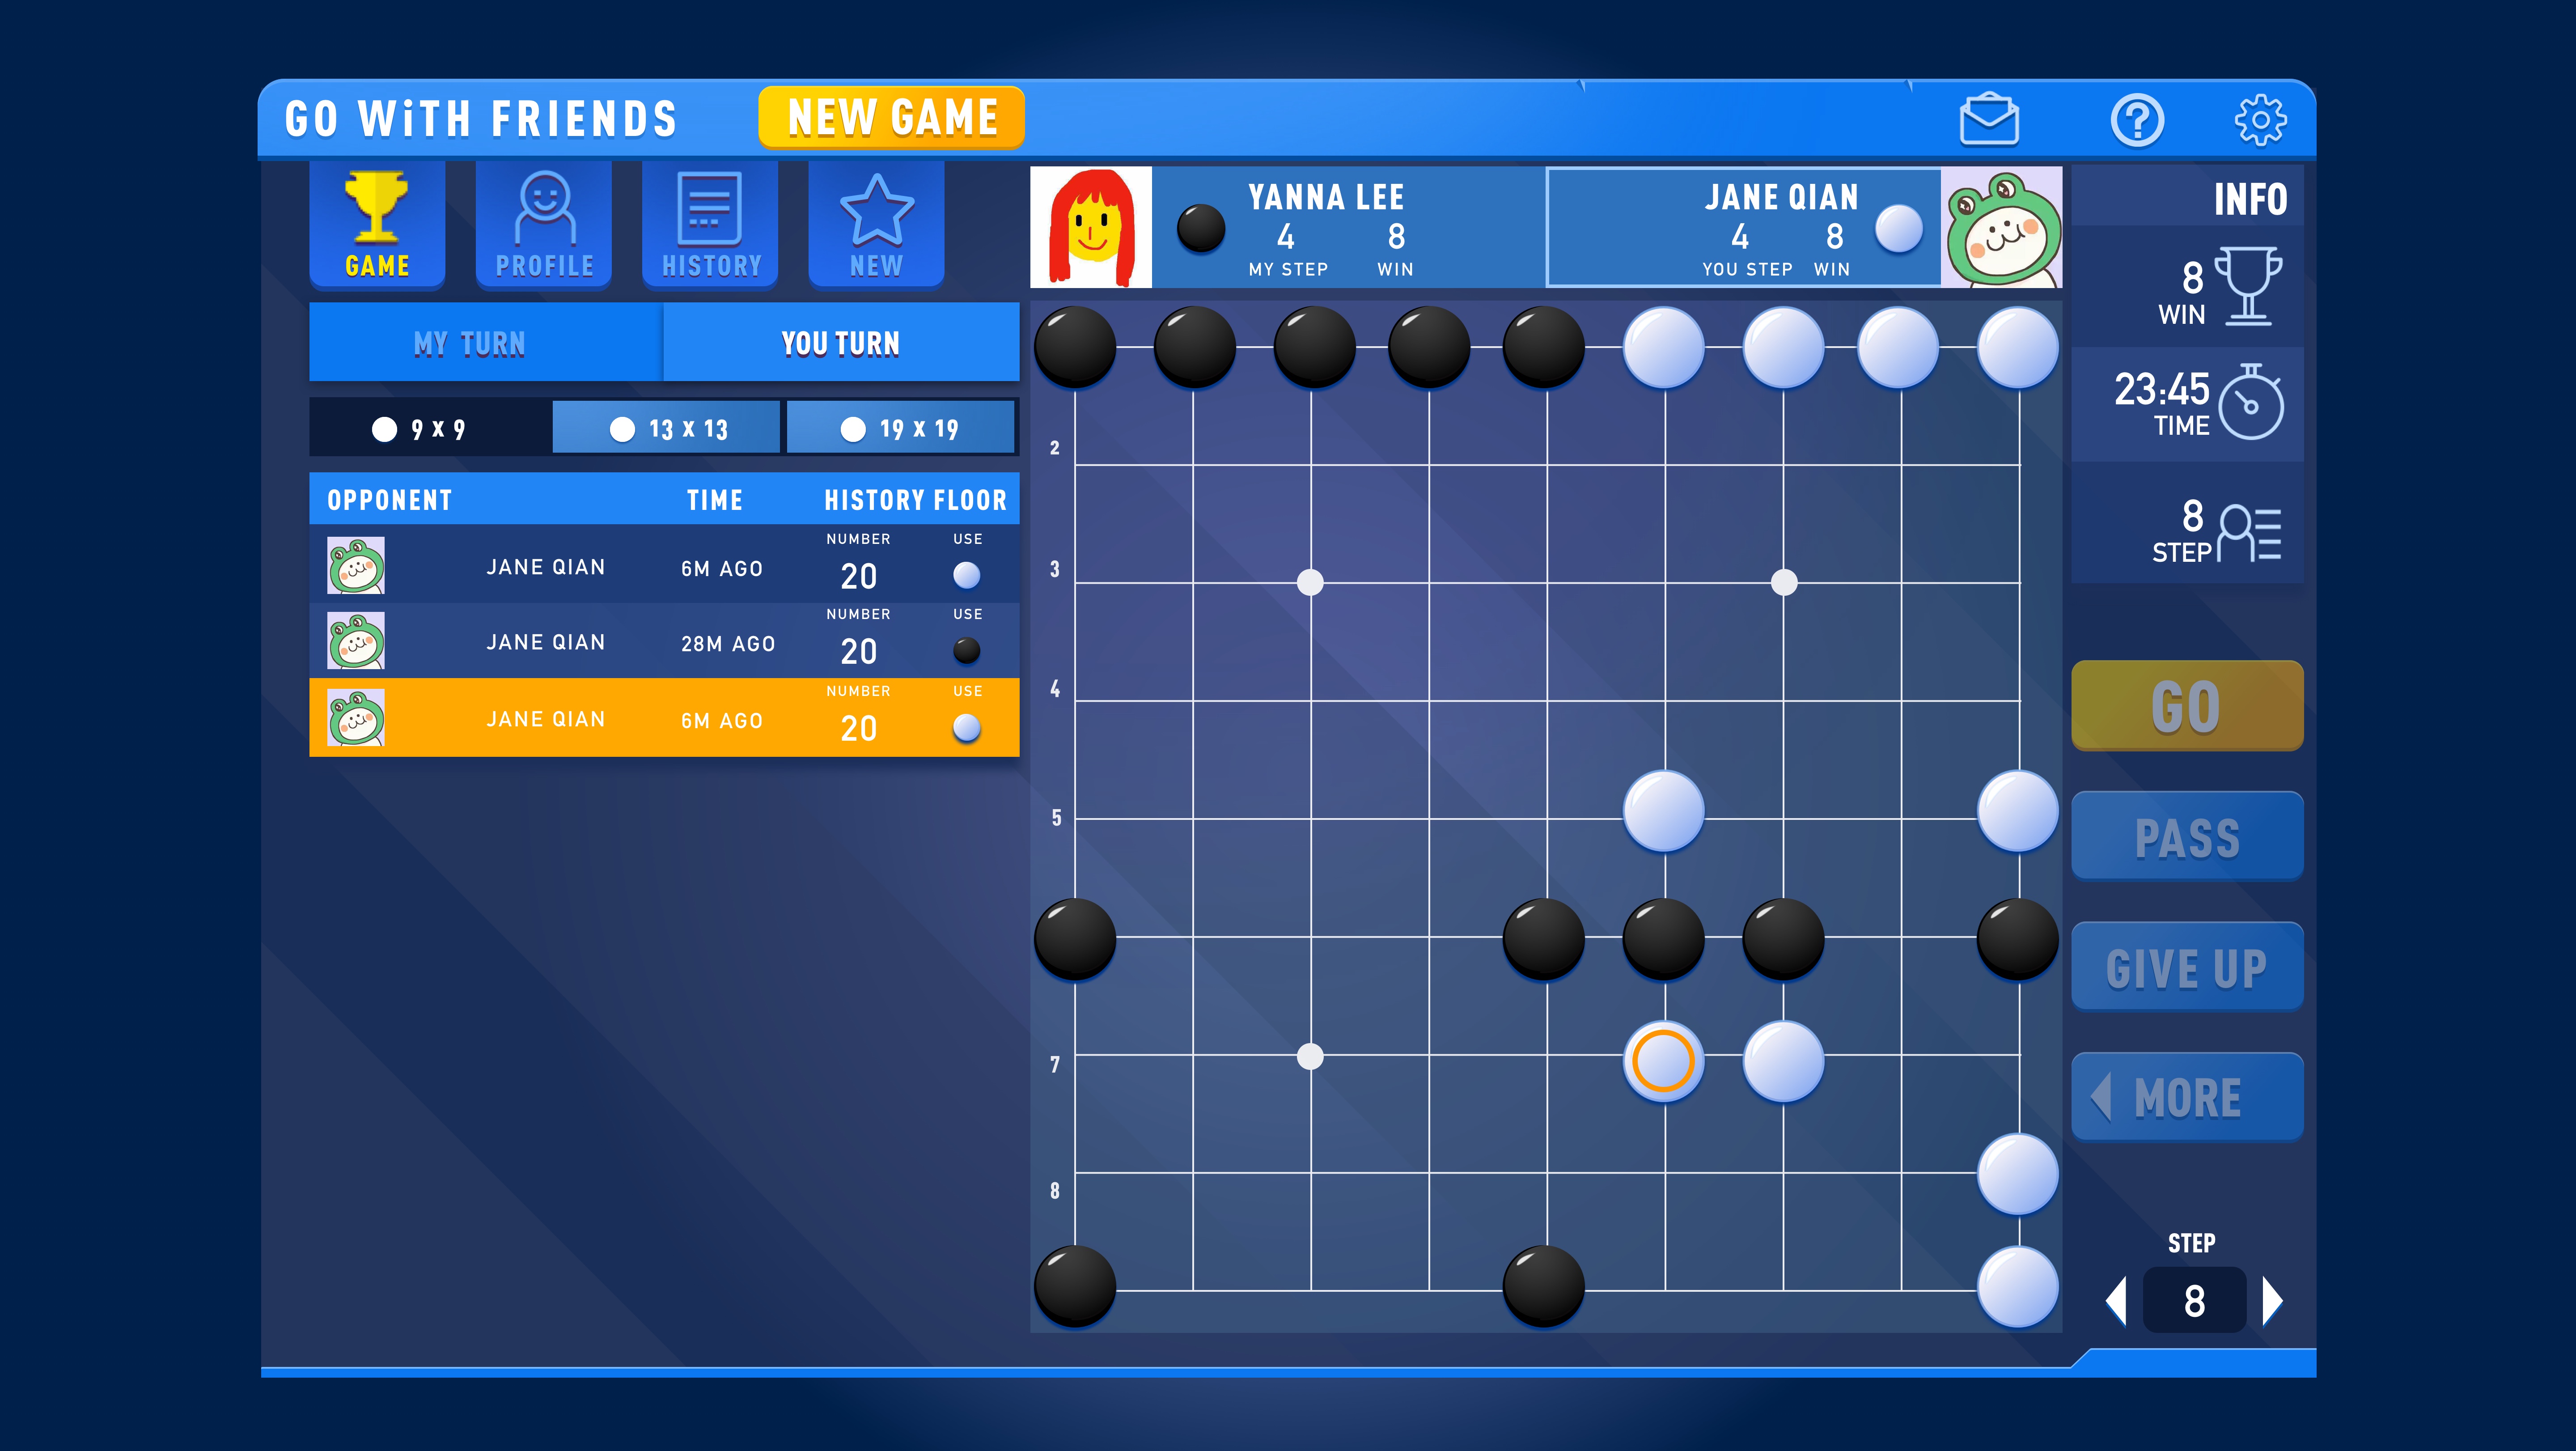 GO WiTH FRIENDS
NEW GAME
GAME
PROFILE
HISTORY
NEW
YANNA LEE
4 8
MY STEP WIN
JANE QIAN
4 8
YOU STEP WIN
INFO
8
WIN
23:45
TIME
8
STEP
MY TURN
YOU TURN
9 X 9
13 X 13
19 X 19
OPPONENT TIME HISTORY FLOOR
NUMBER USE
JANE QIAN 6M AGO 20
NUMBER USE
JANE QIAN 28M AGO 20
NUMBER USE
JANE QIAN 6M AGO 20
2
3
4
5
7
8
GO
PASS
GIVE UP
MORE
STEP
8